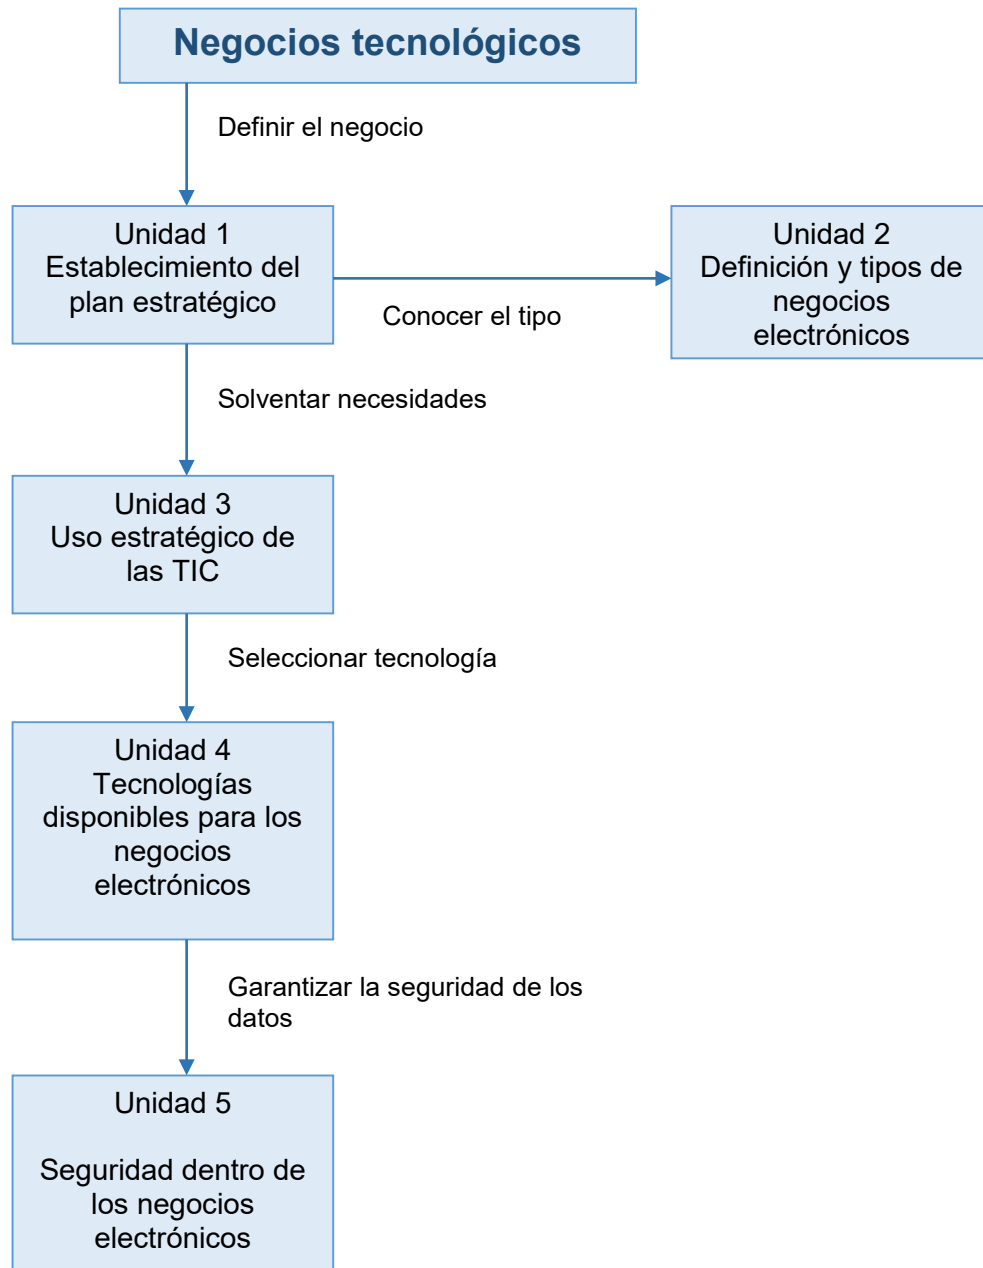 Negocios tecnológicos
Definir el negocio
Unidad 1
Establecimiento del
plan estratégico
Conocer el tipo
Unidad 2
Definición y tipos de
negocios
electrónicos
Solventar necesidades
Unidad 3
Uso estratégico de
las TIC
Seleccionar tecnología
Unidad 4
Tecnologías
disponibles para los
negocios
electrónicos
Garantizar la seguridad de los
datos
Unidad 5
Seguridad dentro de
los negocios
electrónicos